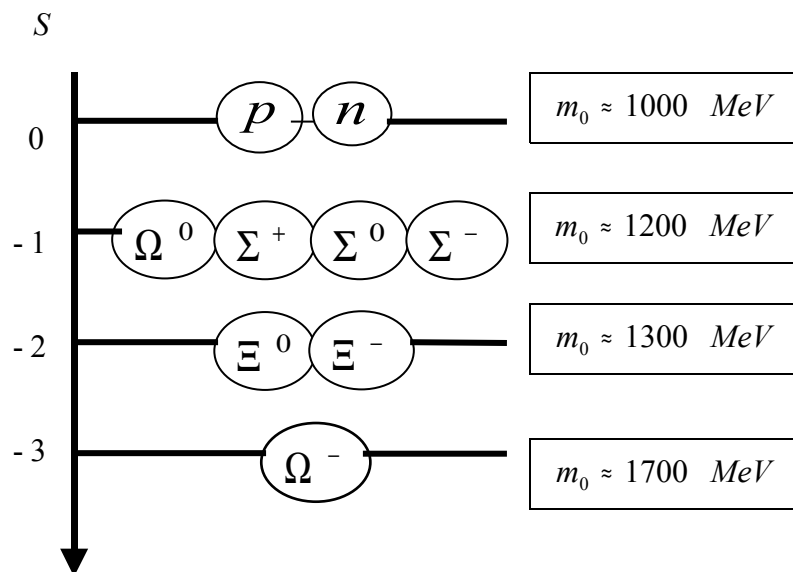 S
0 p n m₀ ≈ 1000 MeV
-1 Ω⁰ Σ⁺ Σ⁰ Σ⁻ m₀ ≈ 1200 MeV
-2 Ξ⁰ Ξ⁻ m₀ ≈ 1300 MeV
-3 Ω⁻ m₀ ≈ 1700 MeV